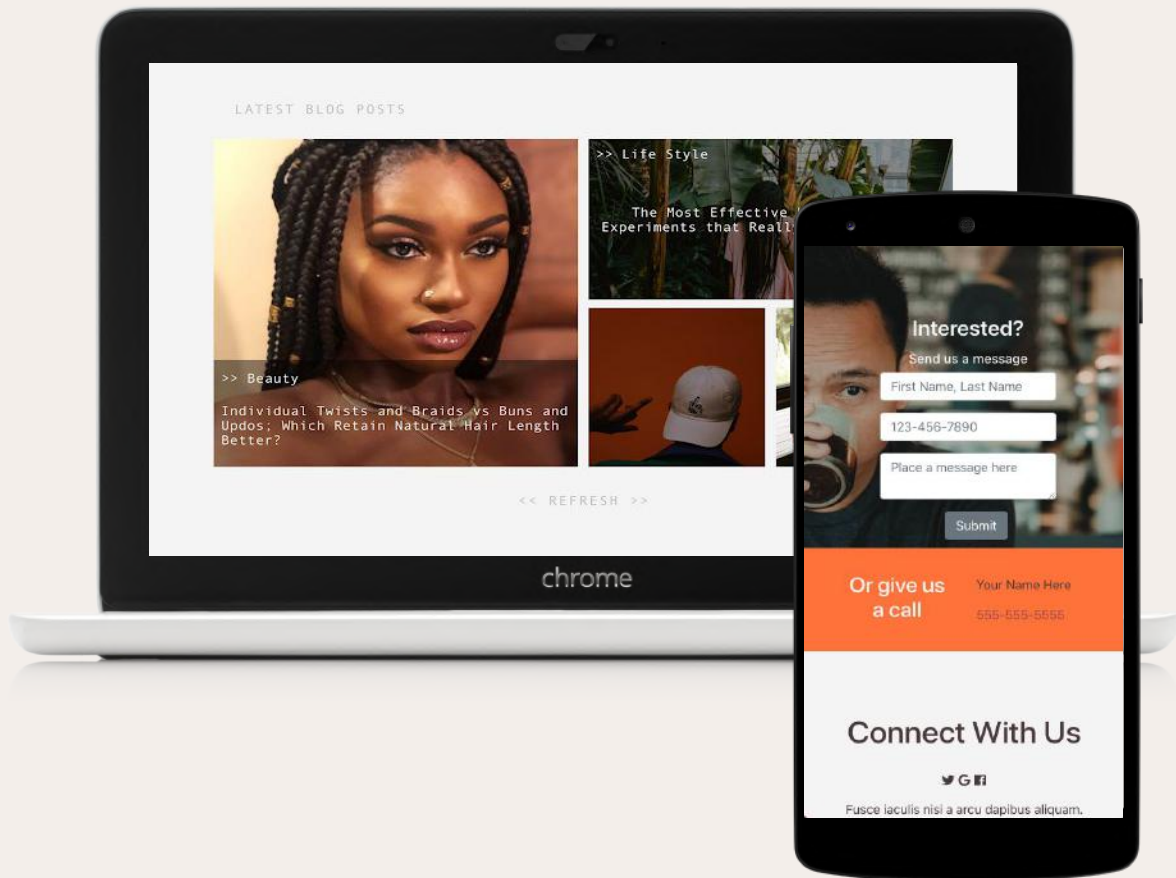 LATEST BLOG POSTS
>> Life Style
The Most Effective
Experiments that Reall
>> Beauty
Individual Twists and Braids vs Buns and
Updos; Which Retain Natural Hair Length
Better?
<< REFRESH >>
chrome
Interested?
Send us a message
First Name, Last Name
123-456-7890
Place a message here
Submit
Or give us
a call
Your Name Here
555-555-5555
Connect With Us
Fusce iaculis nisi a arcu dapibus aliquam.